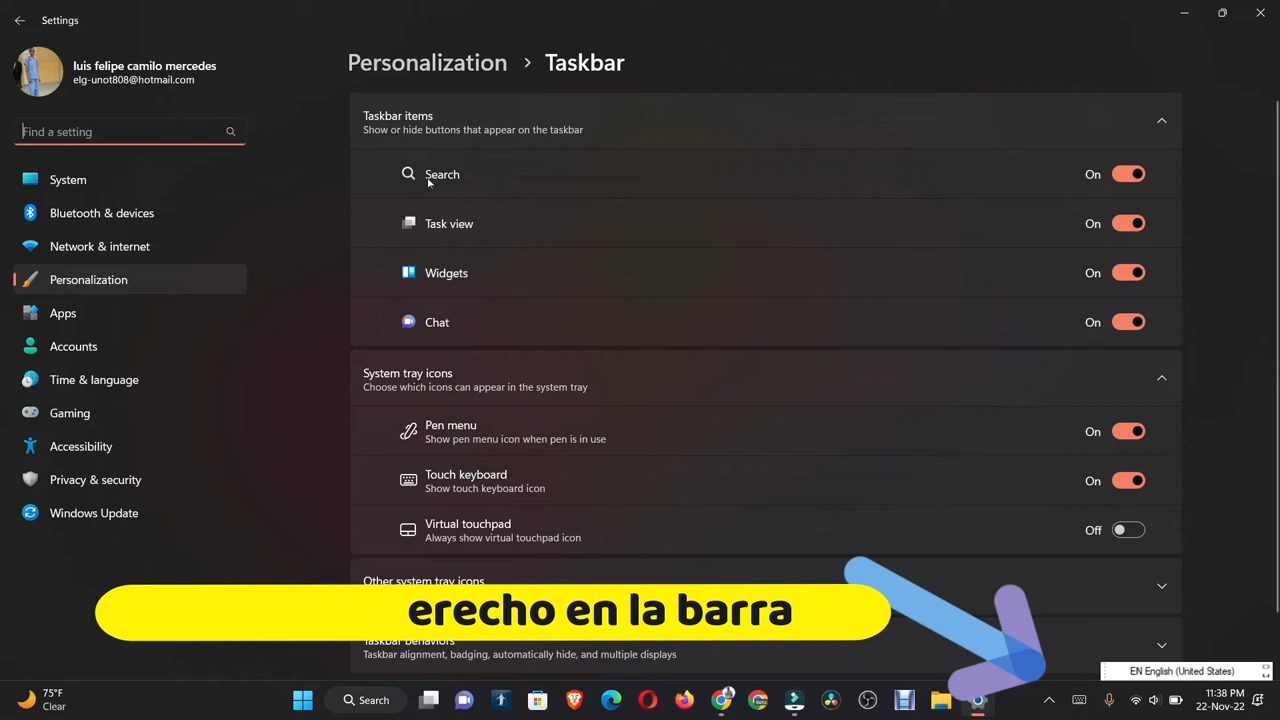 Settings
luis felipe camilo mercedes
elg-unot808@hotmail.com
Find a setting
System
Bluetooth & devices
Network & internet
Personalization
Apps
Accounts
Time & language
Gaming
Accessibility
Privacy & security
Windows Update
Personalization > Taskbar
Taskbar items
Show or hide buttons that appear on the taskbar
Search On
Task view On
Widgets On
Chat On
System tray icons
Choose which icons can appear in the system tray
Pen menu
Show pen menu icon when pen is in use
On
Touch keyboard
Show touch keyboard icon
On
Virtual touchpad
Always show virtual touchpad icon
Off
Other system tray icons
erecho en la barra
Taskbar behaviors
Taskbar alignment, badging, automatically hide, and multiple displays
EN English (United States)
75°F
Clear
Search
11:38 PM
22-Nov-22